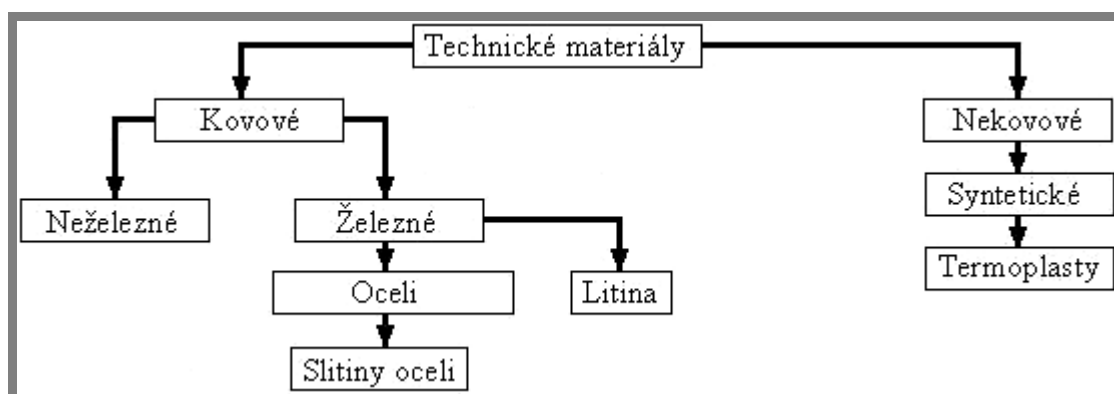 Technické materiály
Kovové
Nekovové
Syntetické
Neželezné
Železné
Termoplasty
Oceli
Litina
Slitiny oceli